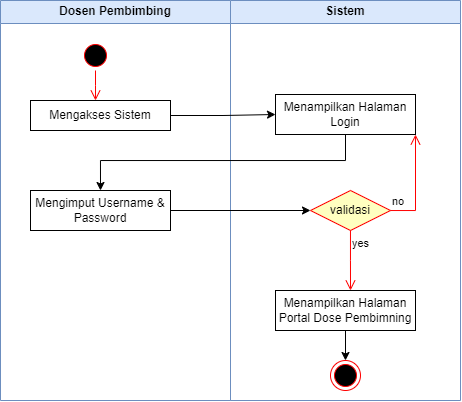 Dosen Pembimbing
Sistem
Mengakses Sistem
Menampilkan Halaman
Login
Mengimput Username &
Password
validasi
no
yes
Menampilkan Halaman
Portal Dose Pembimning